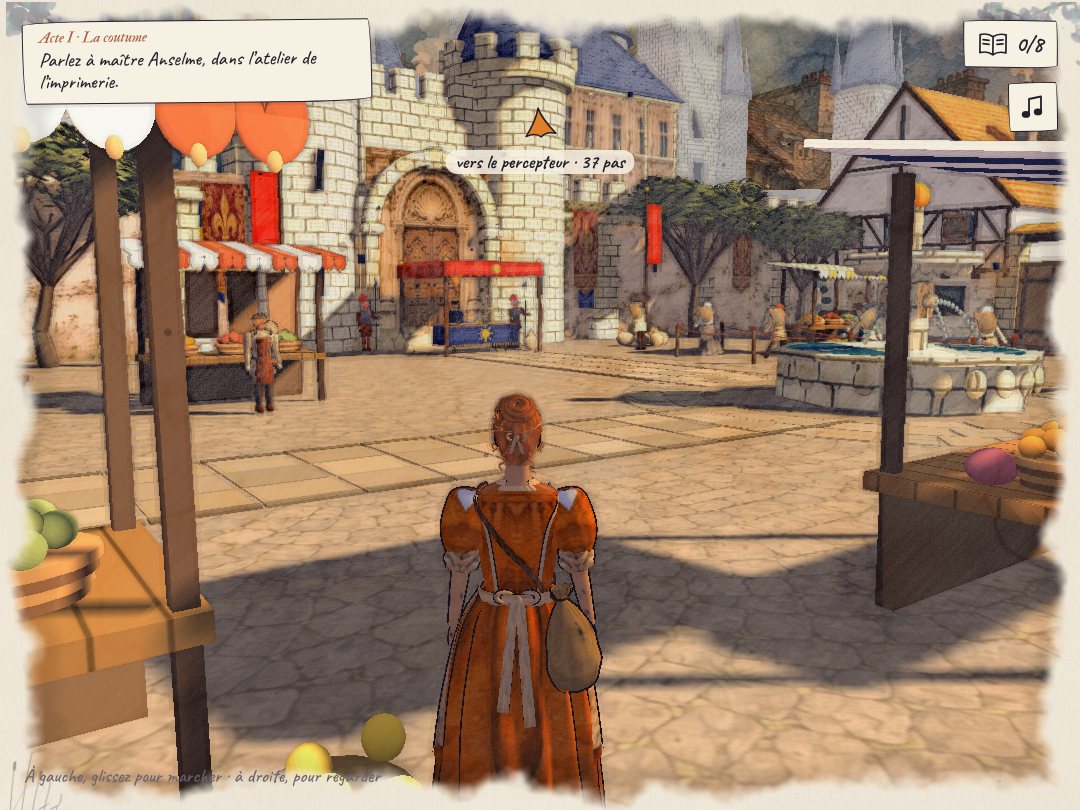 Acte I · La coutume
Parlez à maître Anselme, dans l'atelier de
l'imprimerie.
0/8
vers le percepteur · 37 pas
À gauche, glissez pour marcher · à droite, pour regarder